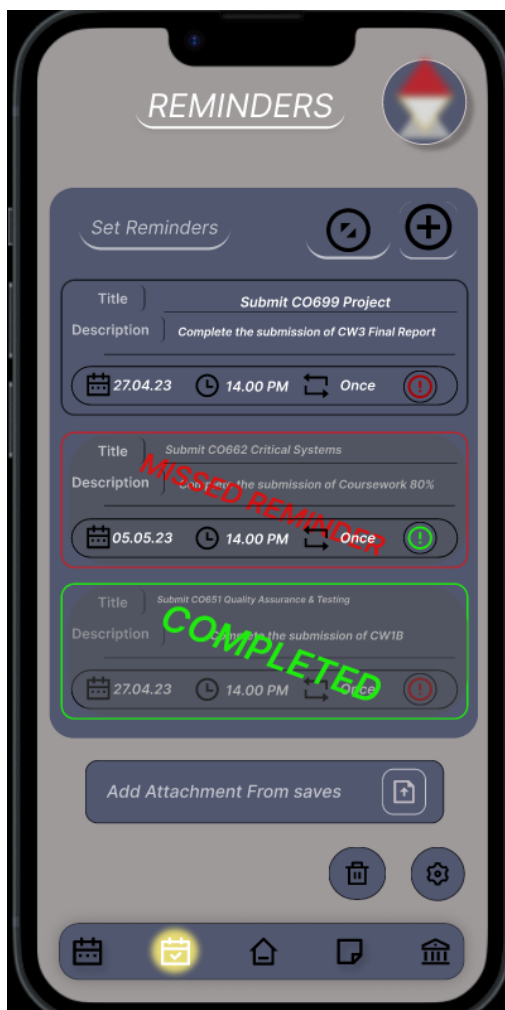 REMINDERS
Set Reminders
Title Submit CO699 Project
Description Complete the submission of CW3 Final Report
27.04.23 14.00 PM Once
Title Submit CO662 Critical Systems
MISSED REMINDER
Description Complete the submission of Coursework 80%
05.05.23 14.00 PM Once
Title Submit CO651 Quality Assurance & Testing
COMPLETED
Description Complete the submission of CW1B
27.04.23 14.00 PM Once
Add Attachment From saves